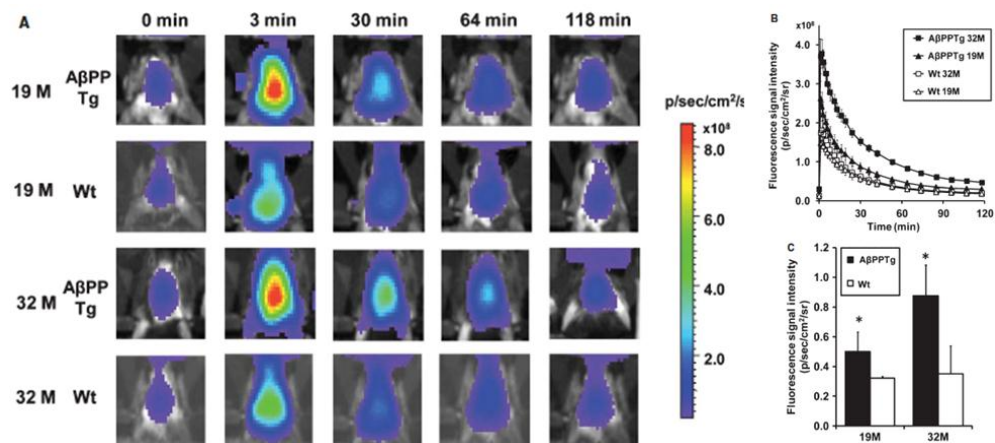 A
0 min 3 min 30 min 64 min 118 min
19 M AβPP Tg
19 M Wt
32 M AβPP Tg
32 M Wt
p/sec/cm²/s
×10⁸
8.0
6.0
4.0
2.0
B
×10⁸
4.0
3.0
2.0
1.0
0.0
Fluorescence signal intensity
(p/sec/cm²/sr)
AβPPTg 32M
AβPPTg 19M
Wt 32M
Wt 19M
0 30 60 90 120
Time (min)
C
1.2
1.0
0.8
0.6
0.4
0.2
0
Fluorescence signal intensity
(p/sec/cm²/sr)
AβPPTg
Wt
*
*
19M 32M